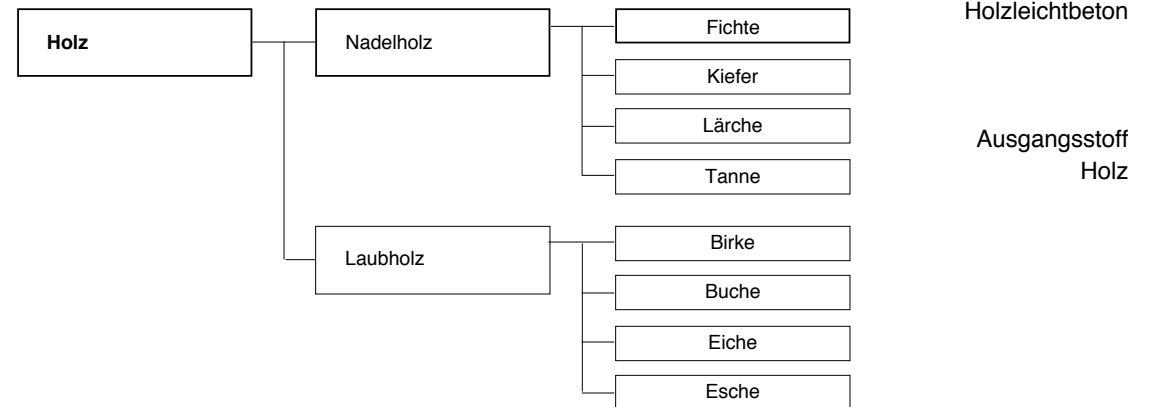 Holzleichtbeton
Ausgangsstoff
Holz
Holz
Nadelholz
Fichte
Kiefer
Lärche
Tanne
Laubholz
Birke
Buche
Eiche
Esche